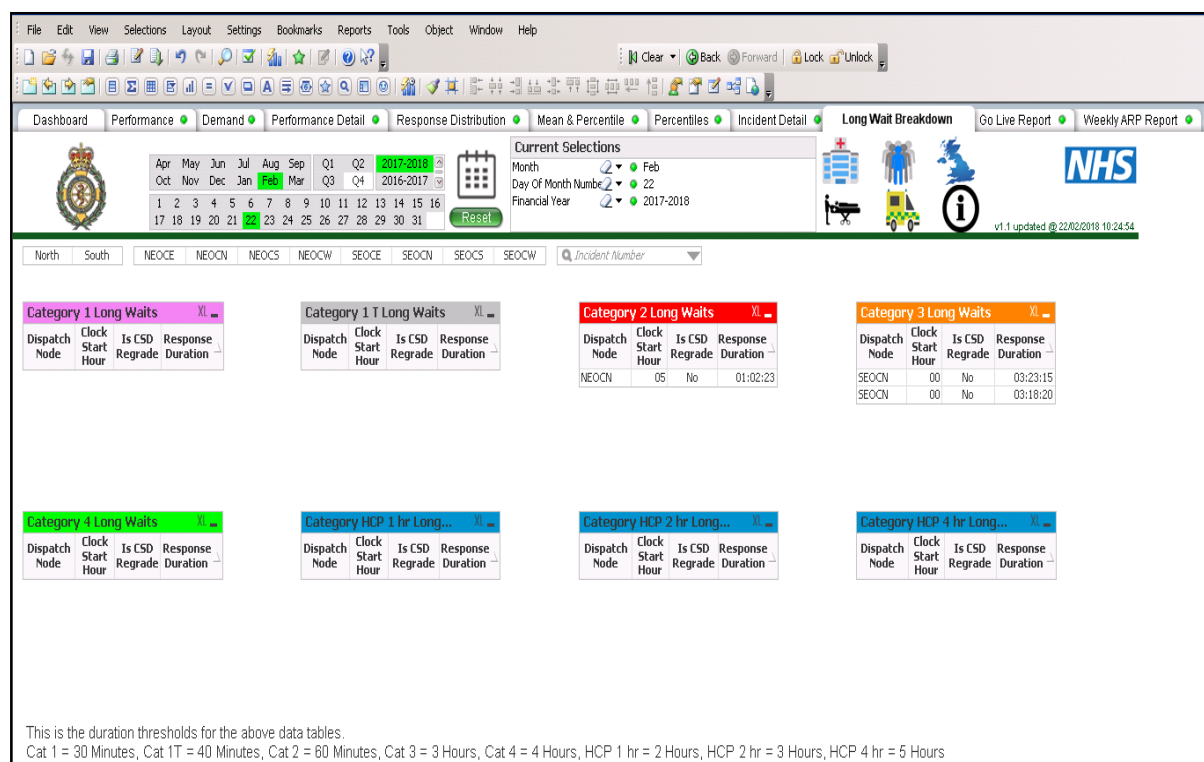 File Edit View Selections Layout Settings Bookmarks Reports Tools Object Window Help
Clear Back Forward Lock Unlock
Dashboard Performance Demand Performance Detail Response Distribution Mean & Percentile Percentiles Incident Detail Long Wait Breakdown Go Live Report Weekly ARP Report
Current Selections
Apr May Jun Jul Aug Sep Q1 Q2 2017-2018
Oct Nov Dec Jan Feb Mar Q3 Q4 2016-2017
1 2 3 4 5 6 7 8 9 10 11 12 13 14 15 16
17 18 19 20 21 22 23 24 25 26 27 28 29 30 31
Reset
Month Feb
Day Of Month Numbe 22
Financial Year 2017-2018
NHS
v1.1 updated @ 22/02/2018 10:24:54
North South NEOCE NEOCN NEOCS NEOCW SEOCE SEOCN SEOCS SEOCW Incident Number
Category 1 Long Waits XL
Dispatch Node Clock Start Hour Is CSD Regrade Response Duration
Category 1 T Long Waits XL
Dispatch Node Clock Start Hour Is CSD Regrade Response Duration
Category 2 Long Waits XL
Dispatch Node Clock Start Hour Is CSD Regrade Response Duration
NEOCN 05 No 01:02:23
Category 3 Long Waits XL
Dispatch Node Clock Start Hour Is CSD Regrade Response Duration
SEOCN 00 No 03:23:15
SEOCN 00 No 03:18:20
Category 4 Long Waits XL
Dispatch Node Clock Start Hour Is CSD Regrade Response Duration
Category HCP 1 hr Long... XL
Dispatch Node Clock Start Hour Is CSD Regrade Response Duration
Category HCP 2 hr Long... XL
Dispatch Node Clock Start Hour Is CSD Regrade Response Duration
Category HCP 4 hr Long... XL
Dispatch Node Clock Start Hour Is CSD Regrade Response Duration
This is the duration thresholds for the above data tables.
Cat 1 = 30 Minutes, Cat 1T = 40 Minutes, Cat 2 = 60 Minutes, Cat 3 = 3 Hours, Cat 4 = 4 Hours, HCP 1 hr = 2 Hours, HCP 2 hr = 3 Hours, HCP 4 hr = 5 Hours